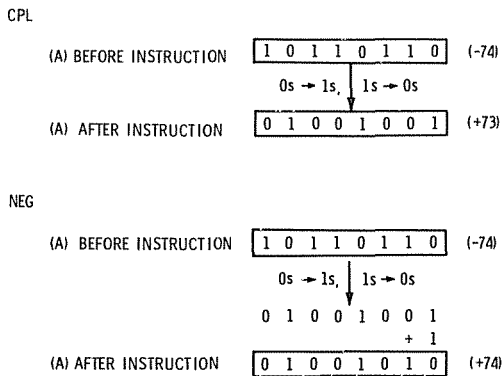 CPL
(A) BEFORE INSTRUCTION 1 0 1 1 0 1 1 0 (-74)
0s → 1s, 1s → 0s
(A) AFTER INSTRUCTION 0 1 0 0 1 0 0 1 (+73)
NEG
(A) BEFORE INSTRUCTION 1 0 1 1 0 1 1 0 (-74)
0s → 1s, 1s → 0s
0 1 0 0 1 0 0 1
+ 1
(A) AFTER INSTRUCTION 0 1 0 0 1 0 1 0 (+74)